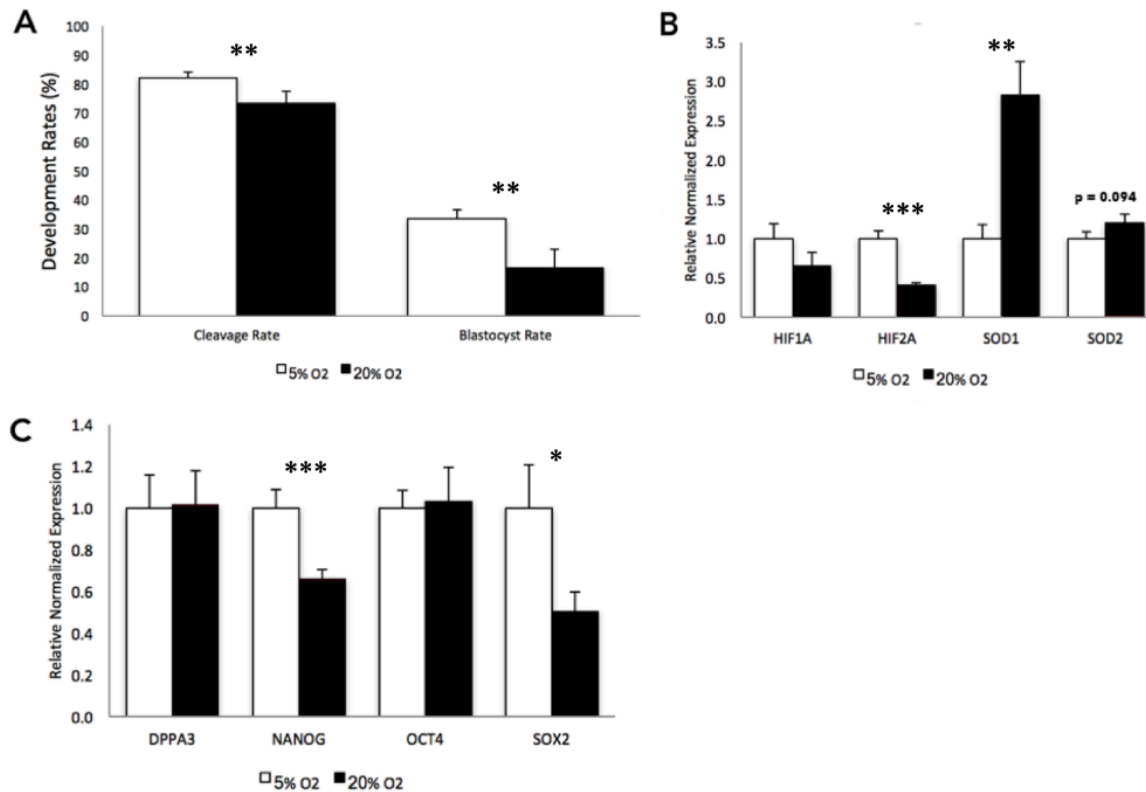 A
Development Rates (%)
100
90
80
70
60
50
40
30
20
10
0
**
**
Cleavage Rate
Blastocyst Rate
5% O2 20% O2
B
Relative Normalized Expression
3.5
3.0
2.5
2.0
1.5
1.0
0.5
0.0
***
**
p = 0.094
HIF1A
HIF2A
SOD1
SOD2
5% O2 20% O2
C
Relative Normalized Expression
1.4
1.2
1.0
0.8
0.6
0.4
0.2
0.0
***
*
DPPA3
NANOG
OCT4
SOX2
5% O2 20% O2